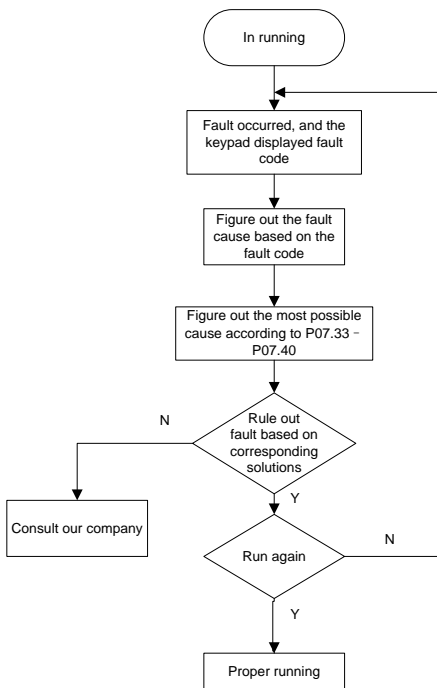 In running
Fault occurred, and the
keypad displayed fault
code
Figure out the fault
cause based on the
fault code
Figure out the most possible
cause according to P07.33 -
P07.40
N
Rule out
fault based on
corresponding
solutions
Y
Consult our company
Run again
N
Y
Proper running